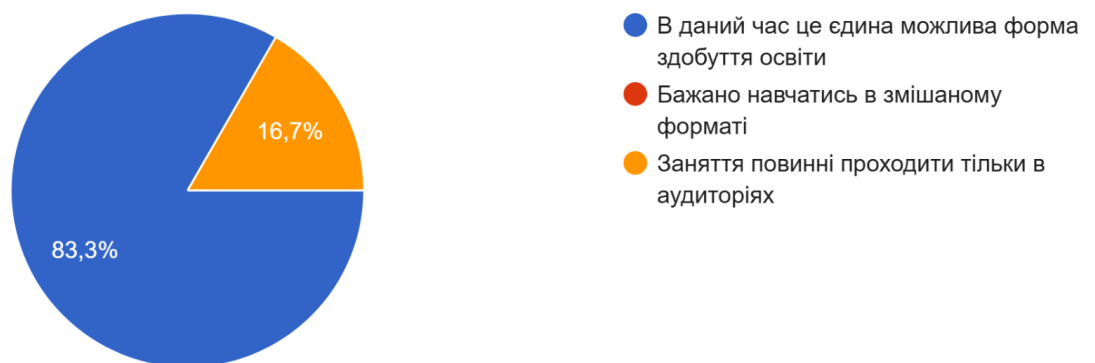 В даний час це єдина можлива форма
здобуття освіти
Бажано навчатись в змішаному
форматі
Заняття повинні проходити тільки в
аудиторіях
16,7%
83,3%